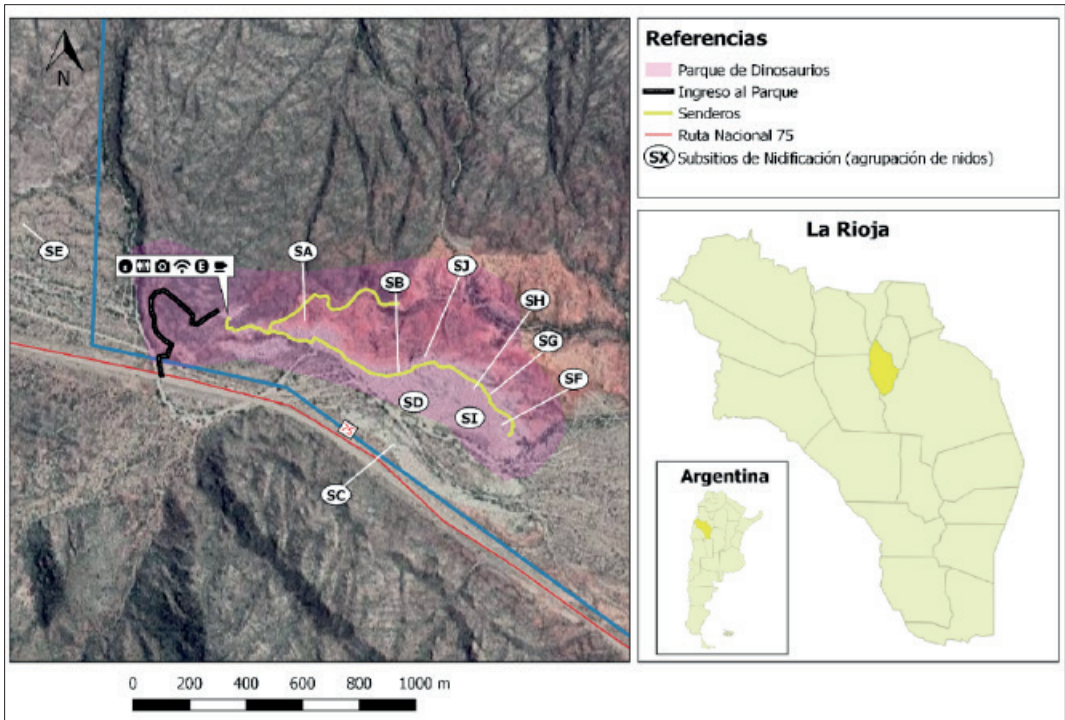 N
SE
SA
SB
SJ
SH
SG
SF
SD
SI
SC
75
E
0 200 400 600 800 1000 m
Referencias
Parque de Dinosaurios
Ingreso al Parque
Senderos
Ruta Nacional 75
SX Subsitios de Nidificación (agrupación de nidos)
La Rioja
Argentina